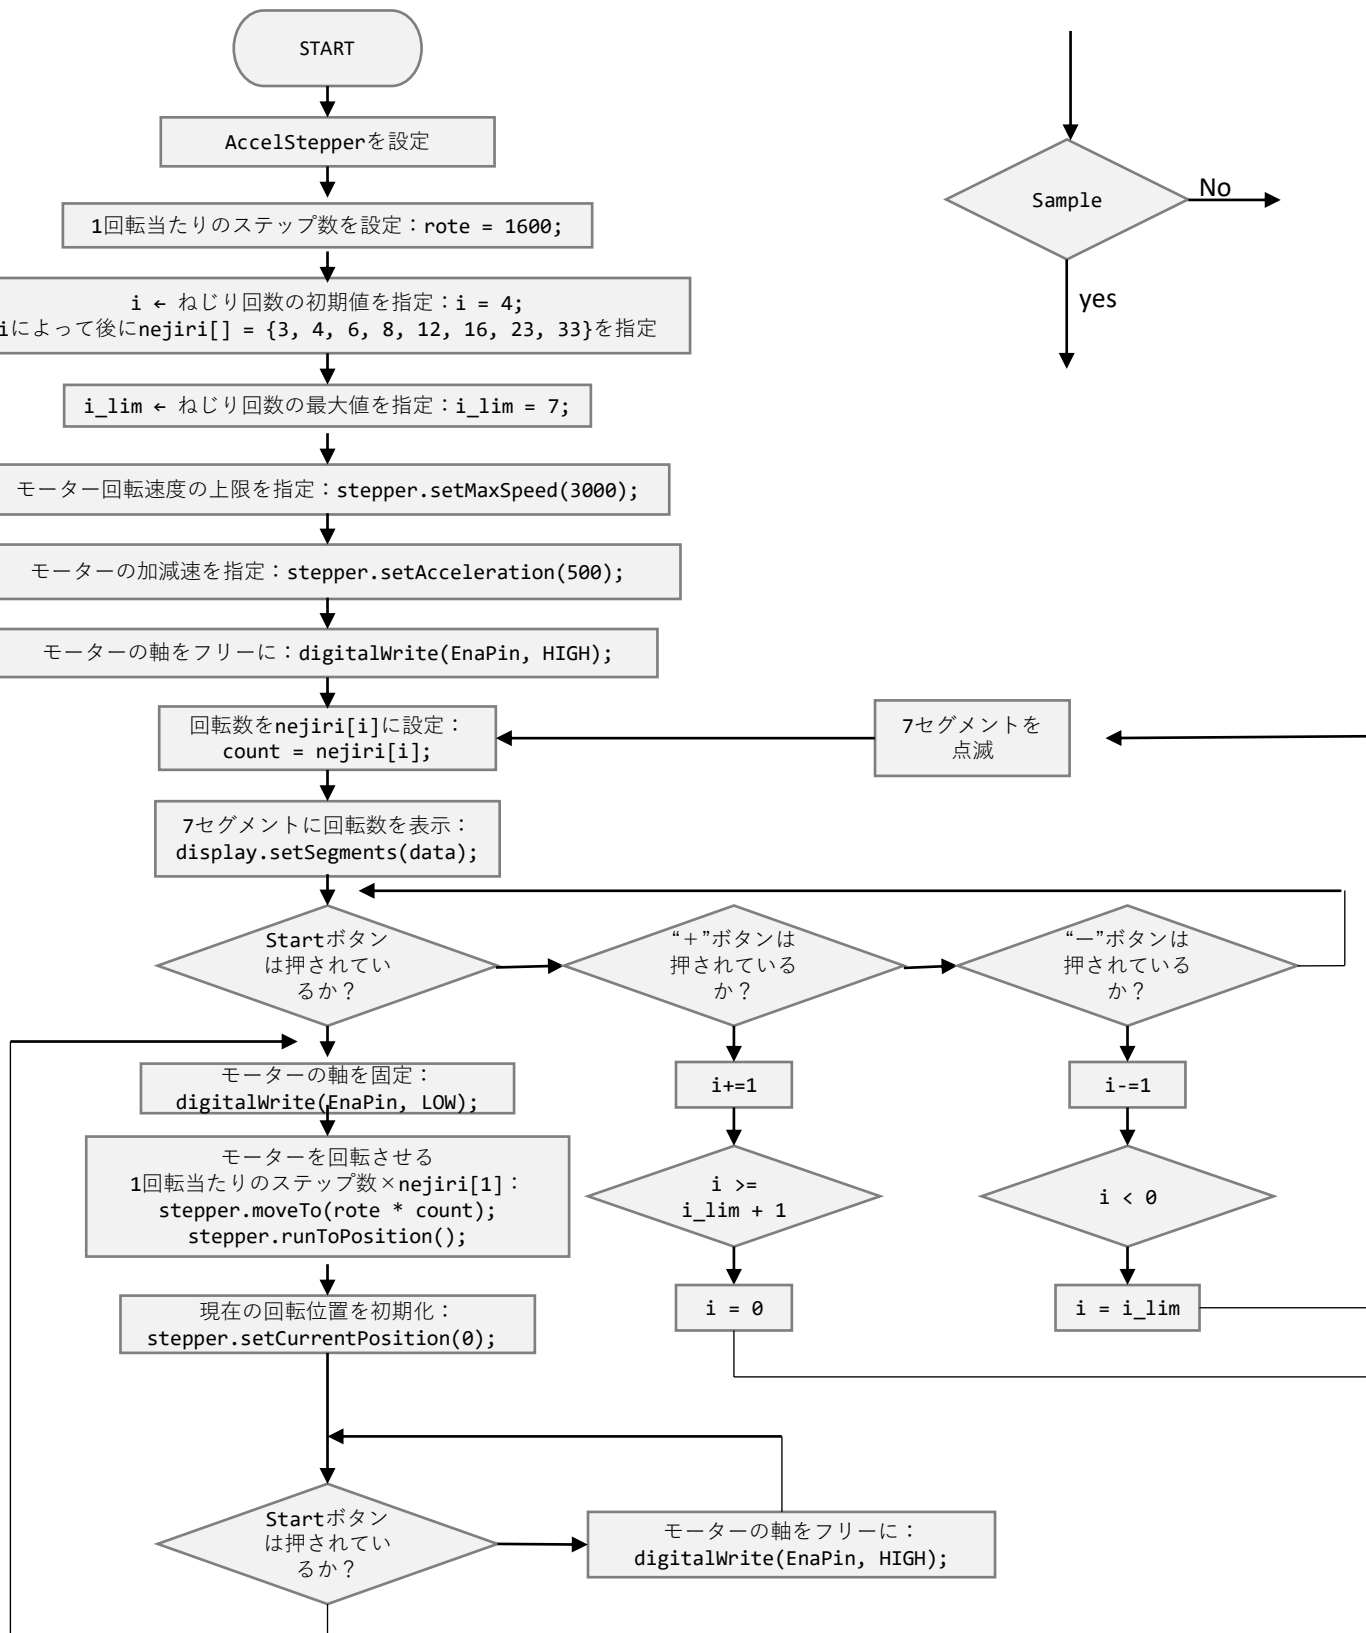 START
AccelStepperを設定
1回転当たりのステップ数を設定：rote = 1600;
i ← ねじり回数の初期値を指定：i = 4;
iによって後にnejiri[] = {3, 4, 6, 8, 12, 16, 23, 33}を指定
i_lim ← ねじり回数の最大値を指定：i_lim = 7;
モーター回転速度の上限を指定：stepper.setMaxSpeed(3000);
モーターの加減速を指定：stepper.setAcceleration(500);
モーターの軸をフリーに：digitalWrite(EnaPin, HIGH);
回転数をnejiri[i]に設定：
count = nejiri[i];
7セグメントに回転数を表示：
display.setSegments(data);
Startボタン
は押されてい
るか？
モーターの軸を固定：
digitalWrite(EnaPin, LOW);
モーターを回転させる
1回転当たりのステップ数×nejiri[1]：
stepper.moveTo(rote * count);
stepper.runToPosition();
現在の回転位置を初期化：
stepper.setCurrentPosition(0);
Startボタン
は押されてい
るか？
モーターの軸をフリーに：
digitalWrite(EnaPin, HIGH);
“＋”ボタンは
押されている
か？
i+=1
i >=
i_lim + 1
i = 0
“－”ボタンは
押されている
か？
i-=1
i < 0
i = i_lim
7セグメントを
点滅
Sample
No
yes